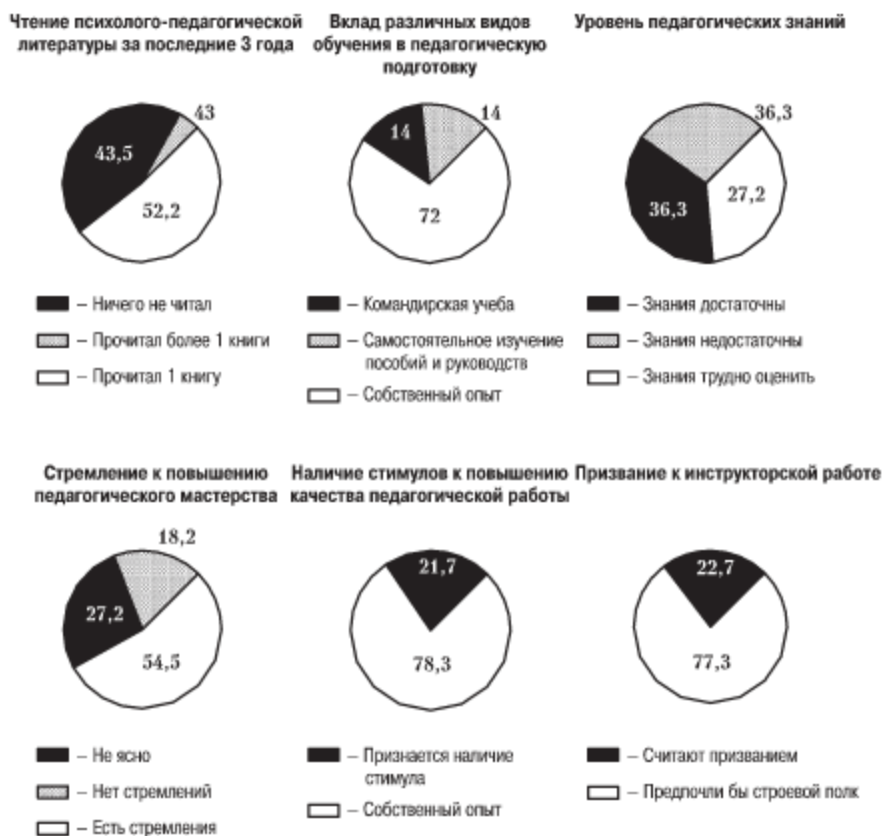 Чтение психолого-педагогической
литературы за последние 3 года
43
43,5
52,2
– Ничего не читал
– Прочитал более 1 книги
– Прочитал 1 книгу
Вклад различных видов
обучения в педагогическую
подготовку
14
14
72
– Командирская учеба
– Самостоятельное изучение
пособий и руководств
– Собственный опыт
Уровень педагогических знаний
36,3
36,3
27,2
– Знания достаточны
– Знания недостаточны
– Знания трудно оценить
Стремление к повышению
педагогического мастерства
18,2
27,2
54,5
– Не ясно
– Нет стремлений
– Есть стремления
Наличие стимулов к повышению
качества педагогической работы
21,7
78,3
– Признается наличие
стимула
– Собственный опыт
Призвание к инструкторской работе
22,7
77,3
– Считают призванием
– Предпочли бы строевой полк